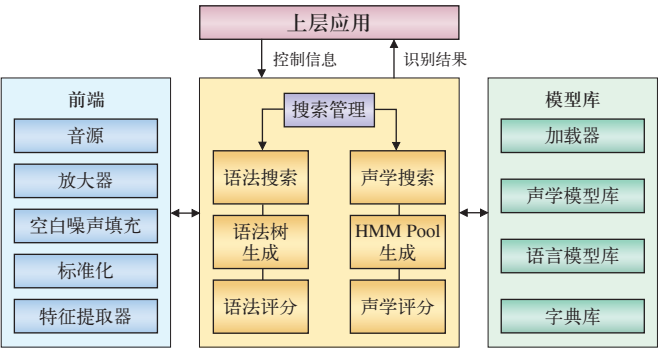 上层应用
控制信息
识别结果
前端
音源
放大器
空白噪声填充
标准化
特征提取器
搜索管理
语法搜索
语法树
生成
语法评分
声学搜索
HMM Pool
生成
声学评分
模型库
加载器
声学模型库
语言模型库
字典库